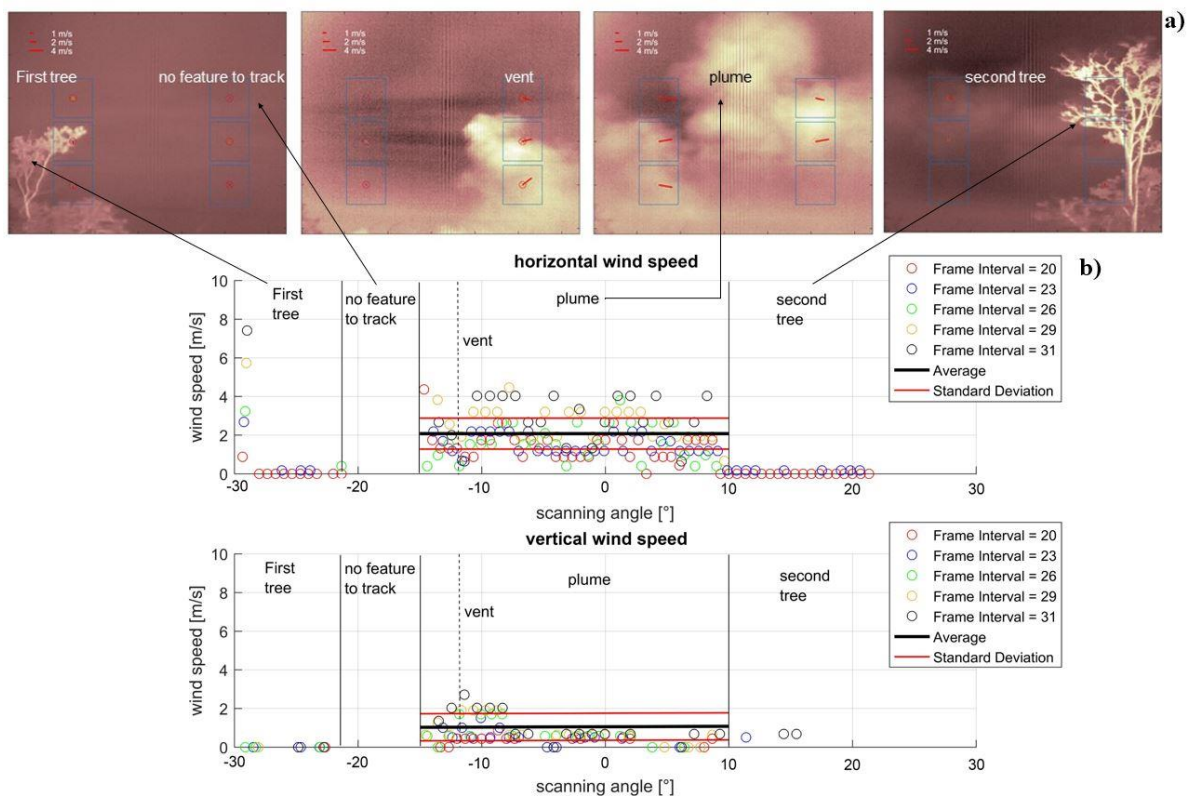 a)
1 m/s
2 m/s
4 m/s
First tree
no feature to track
1 m/s
2 m/s
4 m/s
vent
1 m/s
2 m/s
4 m/s
plume
1 m/s
2 m/s
4 m/s
second tree
b)
horizontal wind speed
wind speed [m/s]
10
8
6
4
2
0
First
tree
no feature
to track
vent
plume
second
tree
Frame Interval = 20
Frame Interval = 23
Frame Interval = 26
Frame Interval = 29
Frame Interval = 31
Average
Standard Deviation
-30
-20
-10
0
10
20
30
scanning angle [°]
vertical wind speed
wind speed [m/s]
10
8
6
4
2
0
First
tree
no feature
to track
vent
plume
second
tree
Frame Interval = 20
Frame Interval = 23
Frame Interval = 26
Frame Interval = 29
Frame Interval = 31
Average
Standard Deviation
-30
-20
-10
0
10
20
30
scanning angle [°]